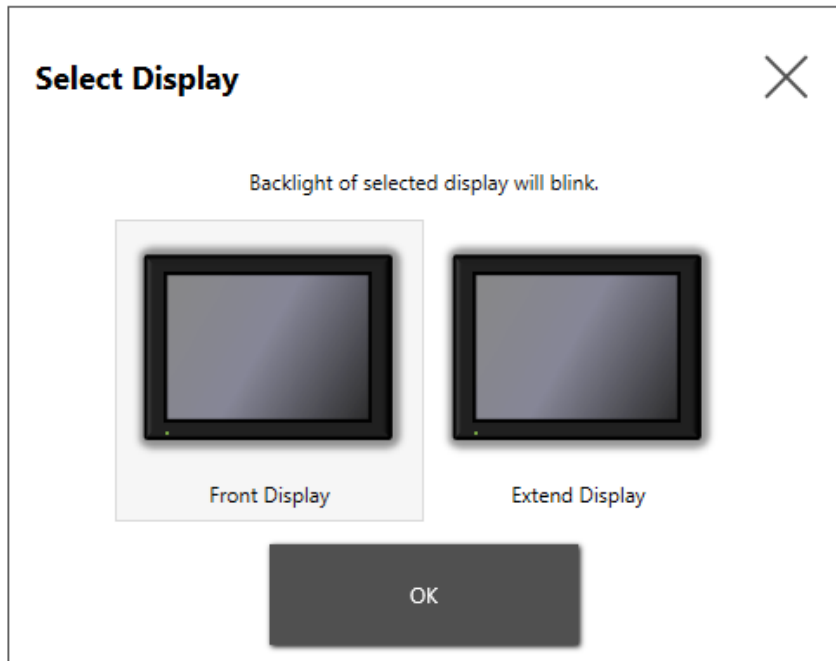 Select Display
Backlight of selected display will blink.
Front Display
Extend Display
OK